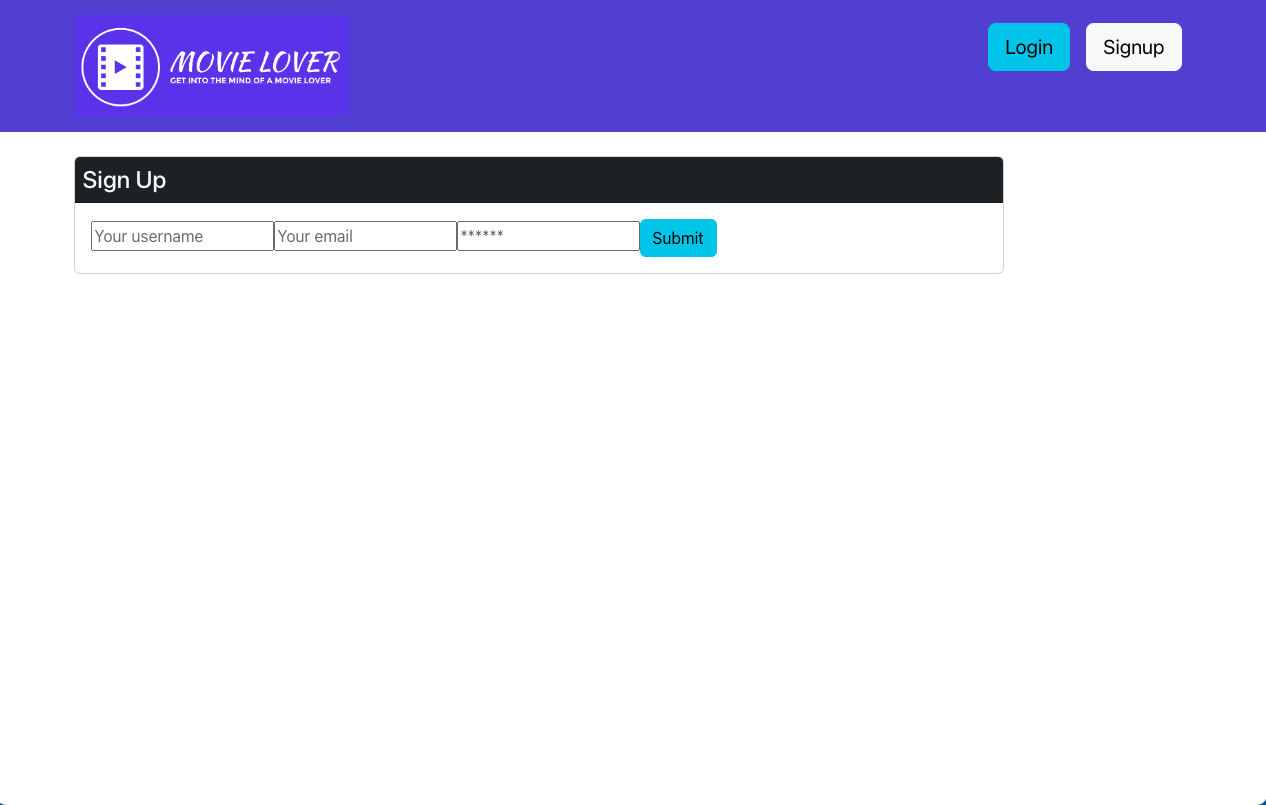 MOVIE LOVER
GET INTO THE MIND OF A MOVIE LOVER
Login
Signup
Sign Up
Your username
Your email
******
Submit